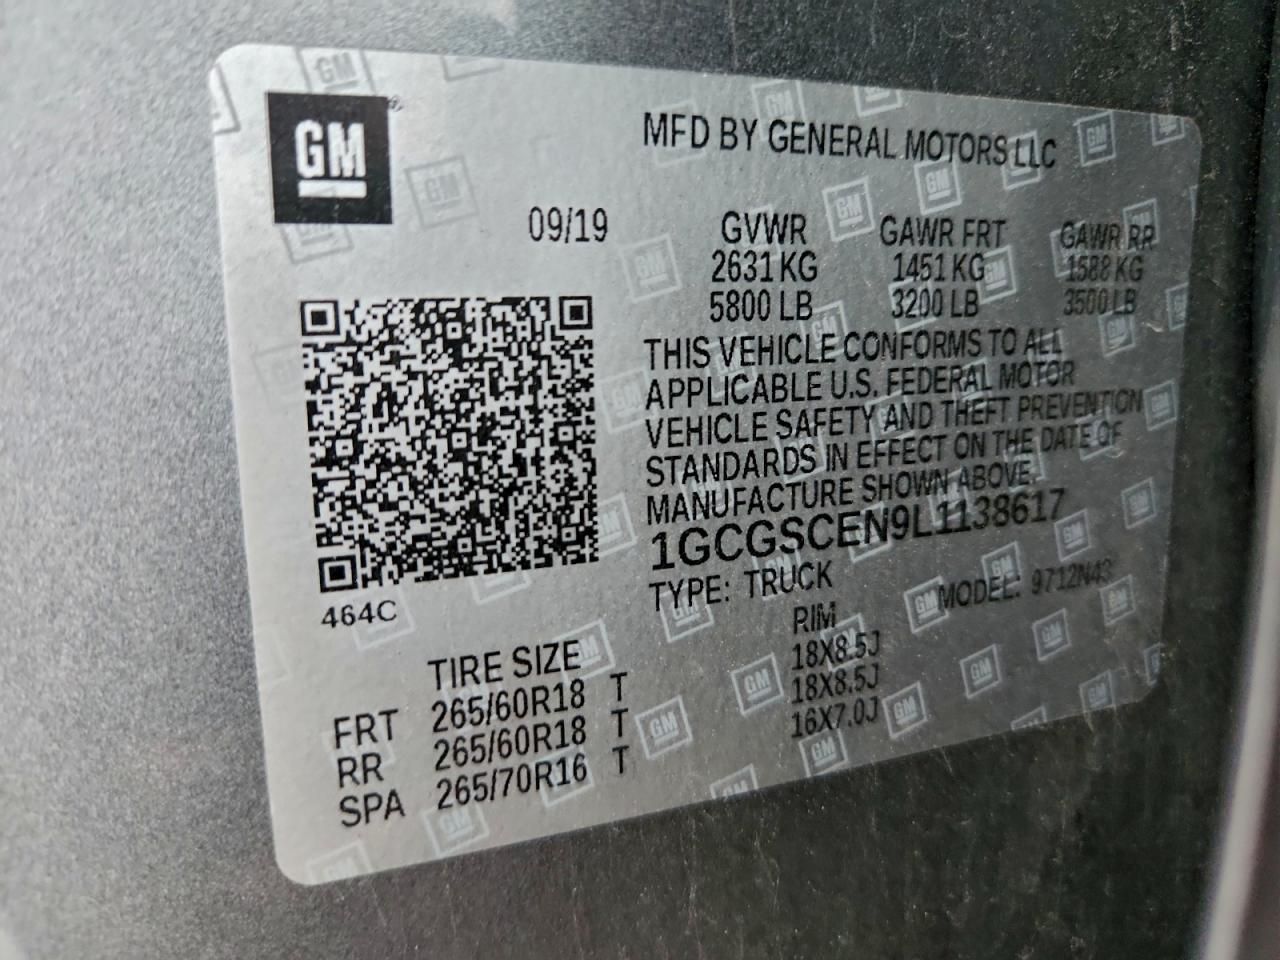 GM
MFD BY GENERAL MOTORS LLC
09/19
GVWR GAWR FRT GAWR RR
2631 KG 1451 KG 1588 KG
5800 LB 3200 LB 3500 LB
THIS VEHICLE CONFORMS TO ALL
APPLICABLE U.S. FEDERAL MOTOR
VEHICLE SAFETY AND THEFT PREVENTION
STANDARDS IN EFFECT ON THE DATE OF
MANUFACTURE SHOWN ABOVE.
1GCGSCEN9L1138617
TYPE: TRUCK MODEL: 9712N43
464C
TIRE SIZE RIM
FRT 265/60R18 T 18X8.5J
RR 265/60R18 T 18X8.5J
SPA 265/70R16 T 16X7.0J